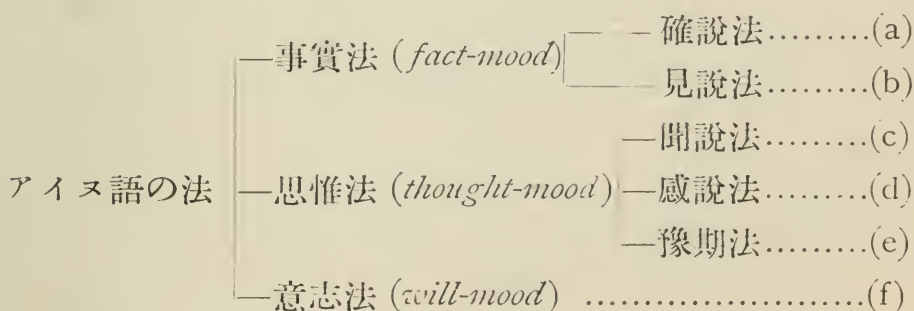 確說法.........(a)
事實法 (fact-mood)
見說法.........(b)
聞說法.........(c)
アイヌ語の法
思惟法 (thought-mood)
感說法.........(d)
豫期法.........(e)
意志法 (will-mood) ........................(f)